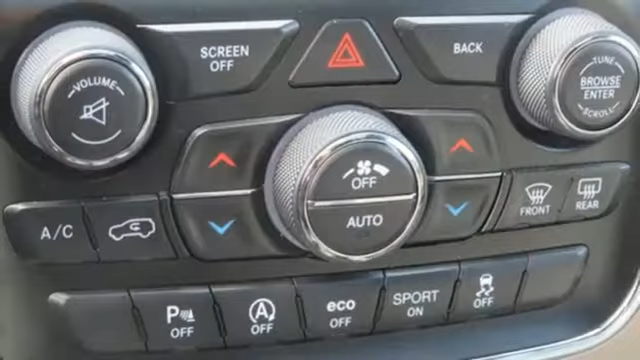 VOLUME
SCREEN
OFF
BACK
TUNE
BROWSE
ENTER
SCROLL
OFF
AUTO
A/C
FRONT
REAR
P
OFF
A
OFF
eco
OFF
SPORT
ON
OFF